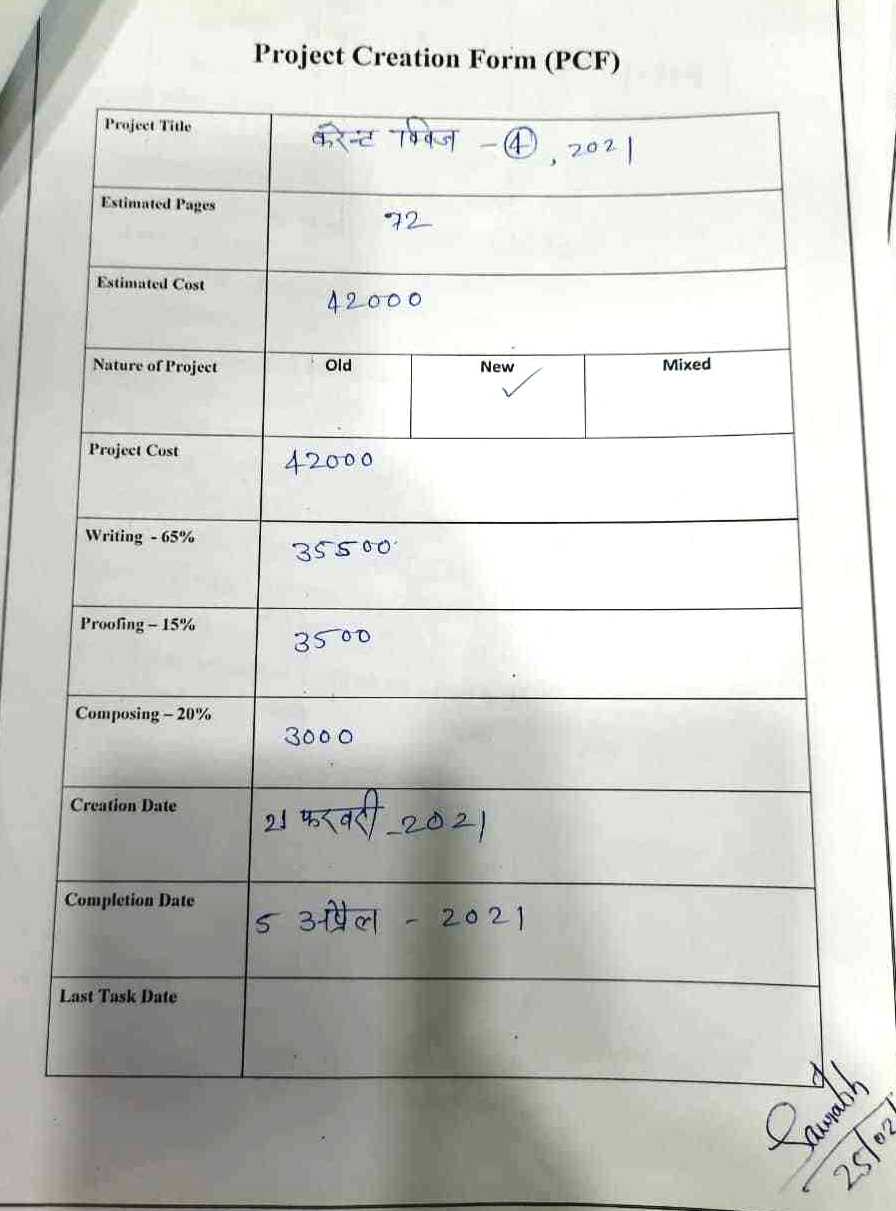 Project Creation Form (PCF)
Project Title करेन्ट क्विज - 4, 2021
Estimated Pages 72
Estimated Cost 42000
Nature of Project Old New ✓ Mixed
Project Cost 42000
Writing - 65% 35500
Proofing – 15% 3500
Composing – 20% 3000
Creation Date 21 फरवरी - 2021
Completion Date 5 अप्रैल - 2021
Last Task Date
Saurabh
25/02/